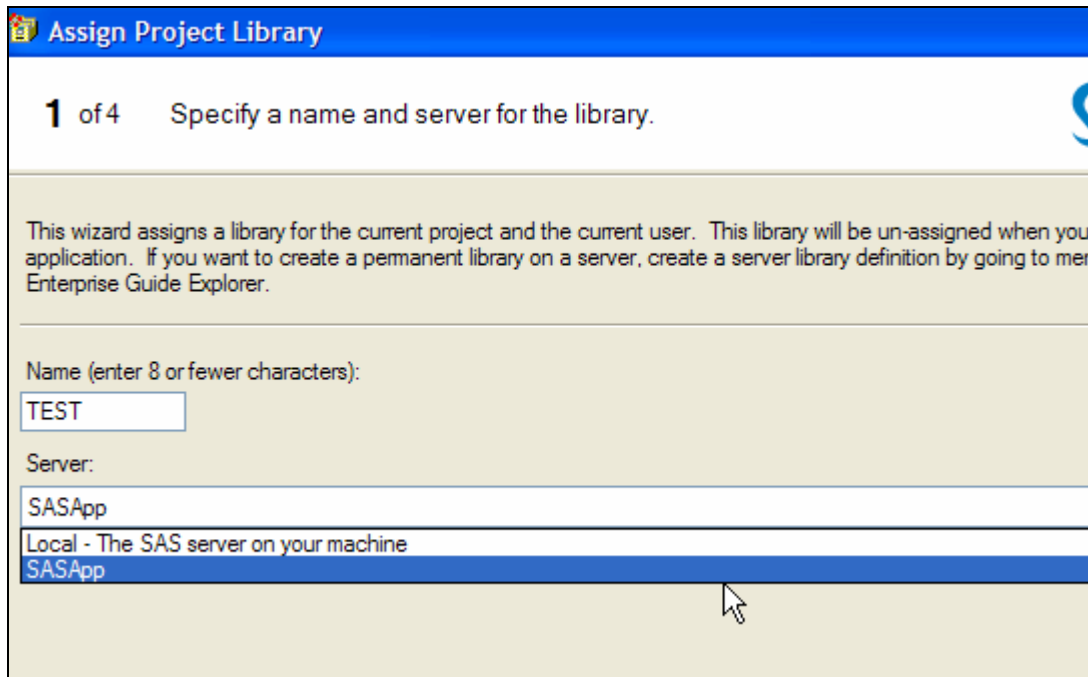 Assign Project Library
1 of 4 Specify a name and server for the library.
This wizard assigns a library for the current project and the current user. This library will be un-assigned when you
application. If you want to create a permanent library on a server, create a server library definition by going to
Enterprise Guide Explorer.
Name (enter 8 or fewer characters):
TEST
Server:
SASApp
Local - The SAS server on your machine
SASApp